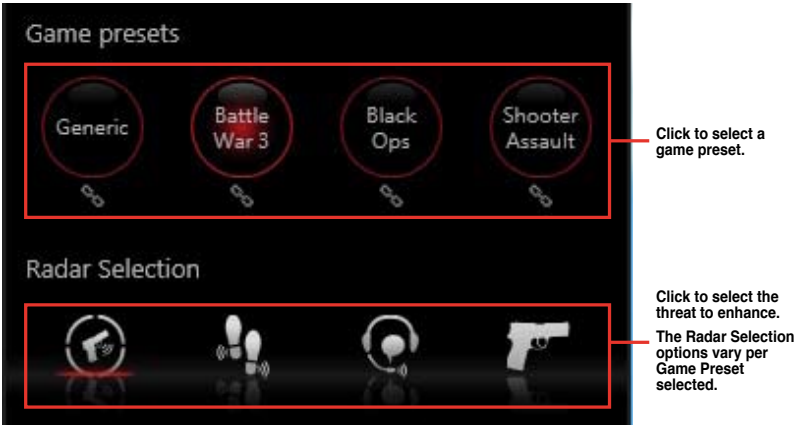 Game presets
Generic
Battle
War 3
Black
Ops
Shooter
Assault
Click to select a
game preset.
Radar Selection
Click to select the
threat to enhance.
The Radar Selection
options vary per
Game Preset
selected.